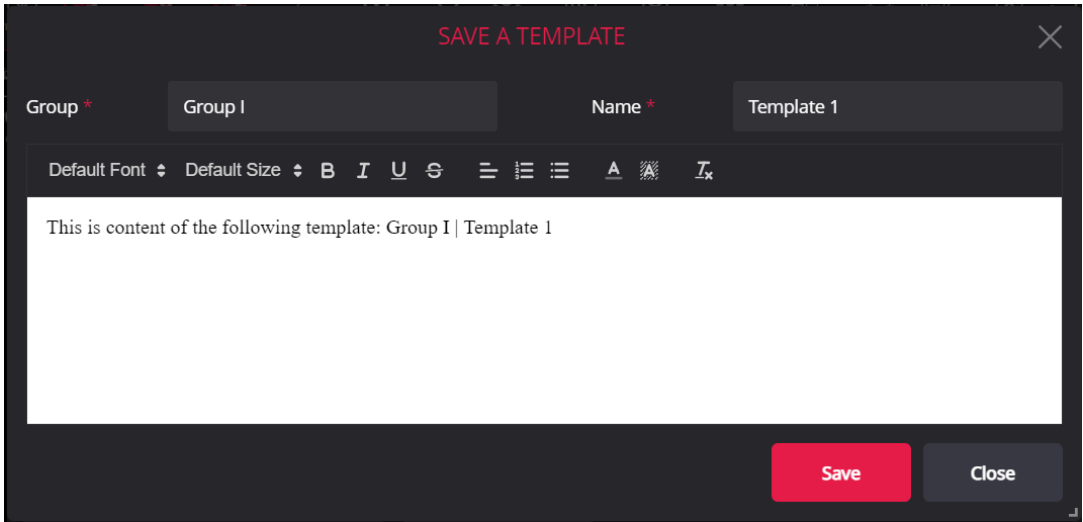 SAVE A TEMPLATE
Group * Group I Name * Template 1
Default Font Default Size B I U S A A Tx
This is content of the following template: Group I | Template 1
Save Close